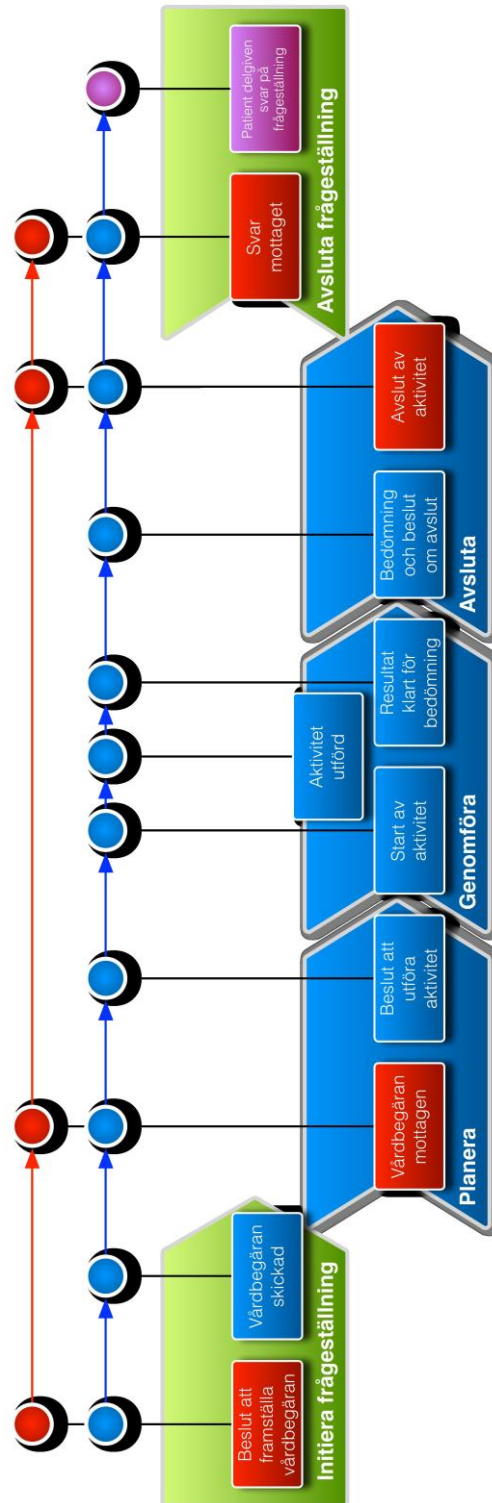 Beslut att
framställa
vårdbegäran
Vårdbegäran
skickad
Initiera frågeställning
Vårdbegäran
mottagen
Beslut att
utföra
aktivitet
Planera
Start av
aktivitet
Aktivitet
utförd
Resultat
klart för
bedömning
Genomföra
Bedömning
och beslut
om avslut
Avslut av
aktivitet
Avsluta
Svar
mottaget
Patient delgiven
svar på
frågeställning
Avsluta frågeställning